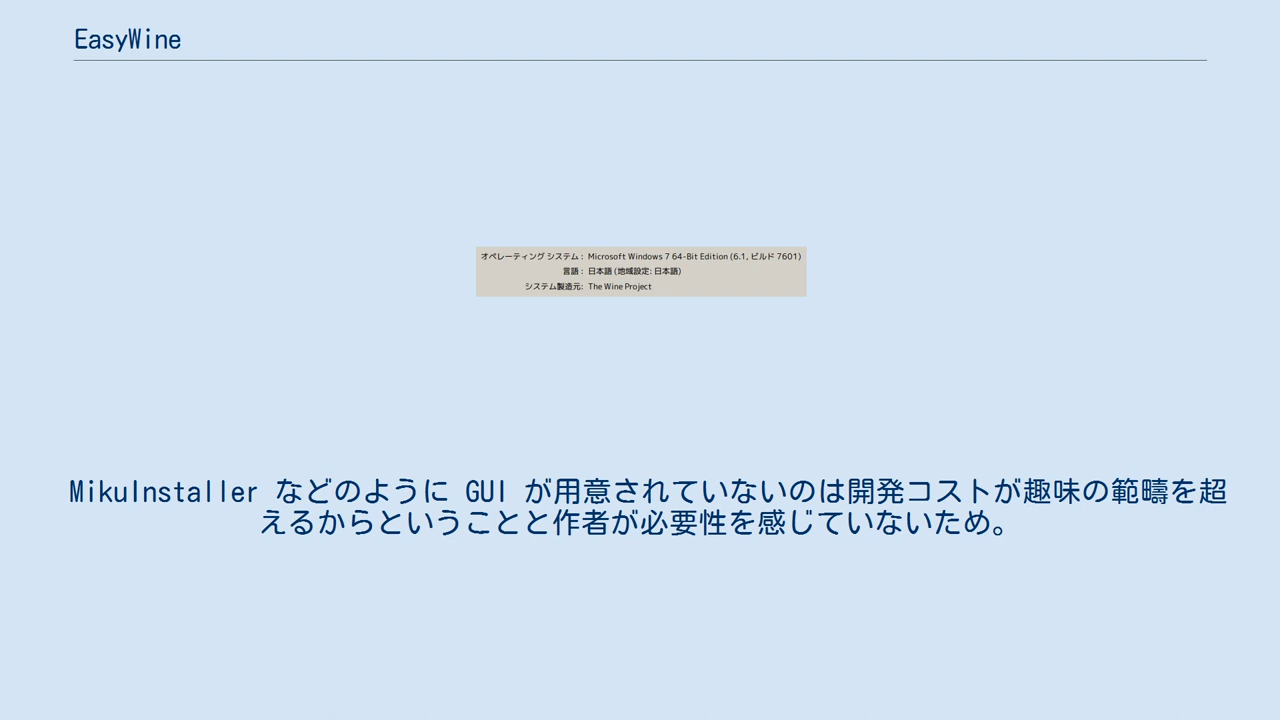 EasyWine
オペレーティング システム : Microsoft Windows 7 64-Bit Edition (6.1, ビルド 7601)
言語 : 日本語 (地域設定: 日本語)
システム製造元: The Wine Project
MikuInstaller などのように GUI が用意されていないのは開発コストが趣味の範疇を超
えるからということと作者が必要性を感じていないため。